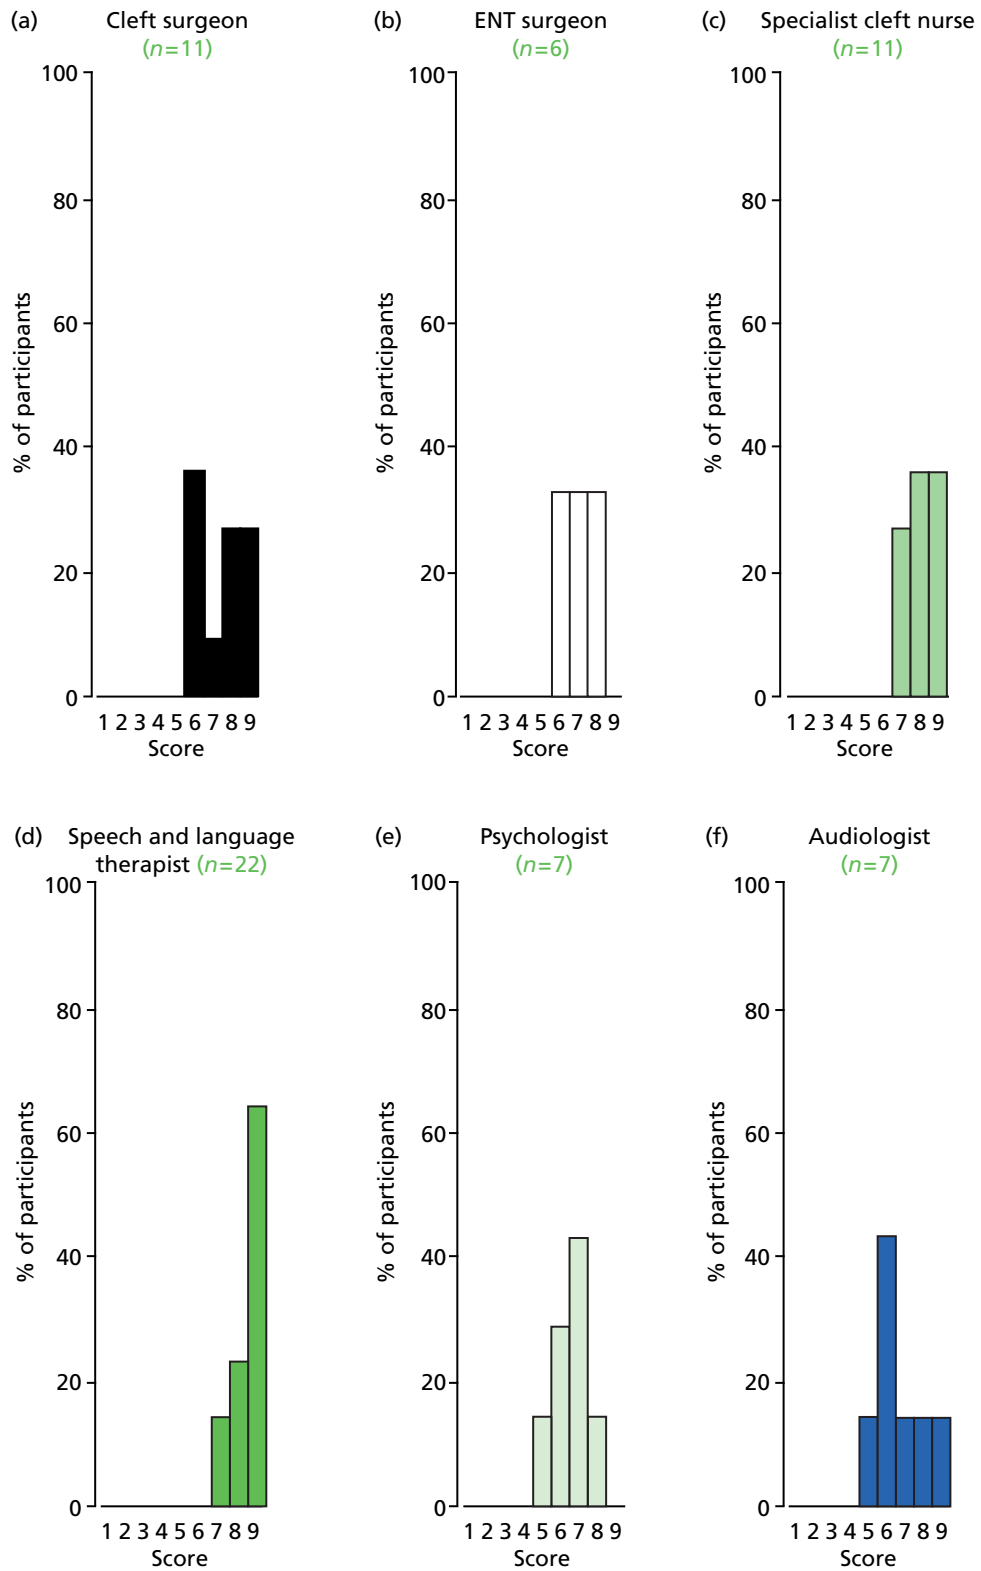 (a) Cleft surgeon
(n=11)
100
80
60
40
20
0
% of participants
1 2 3 4 5 6 7 8 9
Score
(b) ENT surgeon
(n=6)
100
80
60
40
20
0
% of participants
1 2 3 4 5 6 7 8 9
Score
(c) Specialist cleft nurse
(n=11)
100
80
60
40
20
0
% of participants
1 2 3 4 5 6 7 8 9
Score
(d) Speech and language
therapist (n=22)
100
80
60
40
20
0
% of participants
1 2 3 4 5 6 7 8 9
Score
(e) Psychologist
(n=7)
100
80
60
40
20
0
% of participants
1 2 3 4 5 6 7 8 9
Score
(f) Audiologist
(n=7)
100
80
60
40
20
0
% of participants
1 2 3 4 5 6 7 8 9
Score